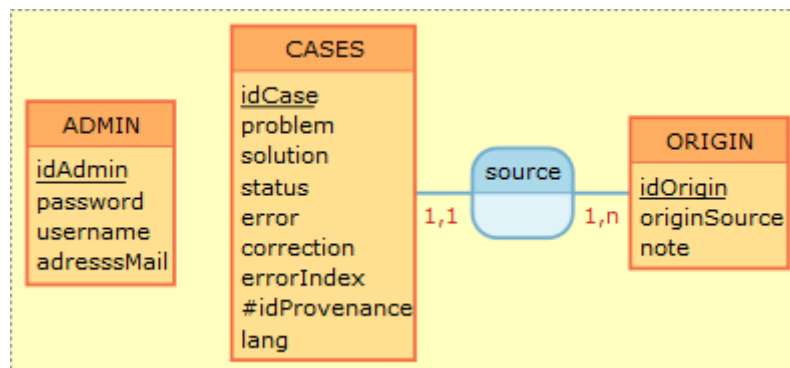 ADMIN
idAdmin
password
username
adresssMail
CASES
idCase
problem
solution
status
error
correction
errorIndex
#idProvenance
lang
1,1
source
1,n
ORIGIN
idOrigin
originSource
note